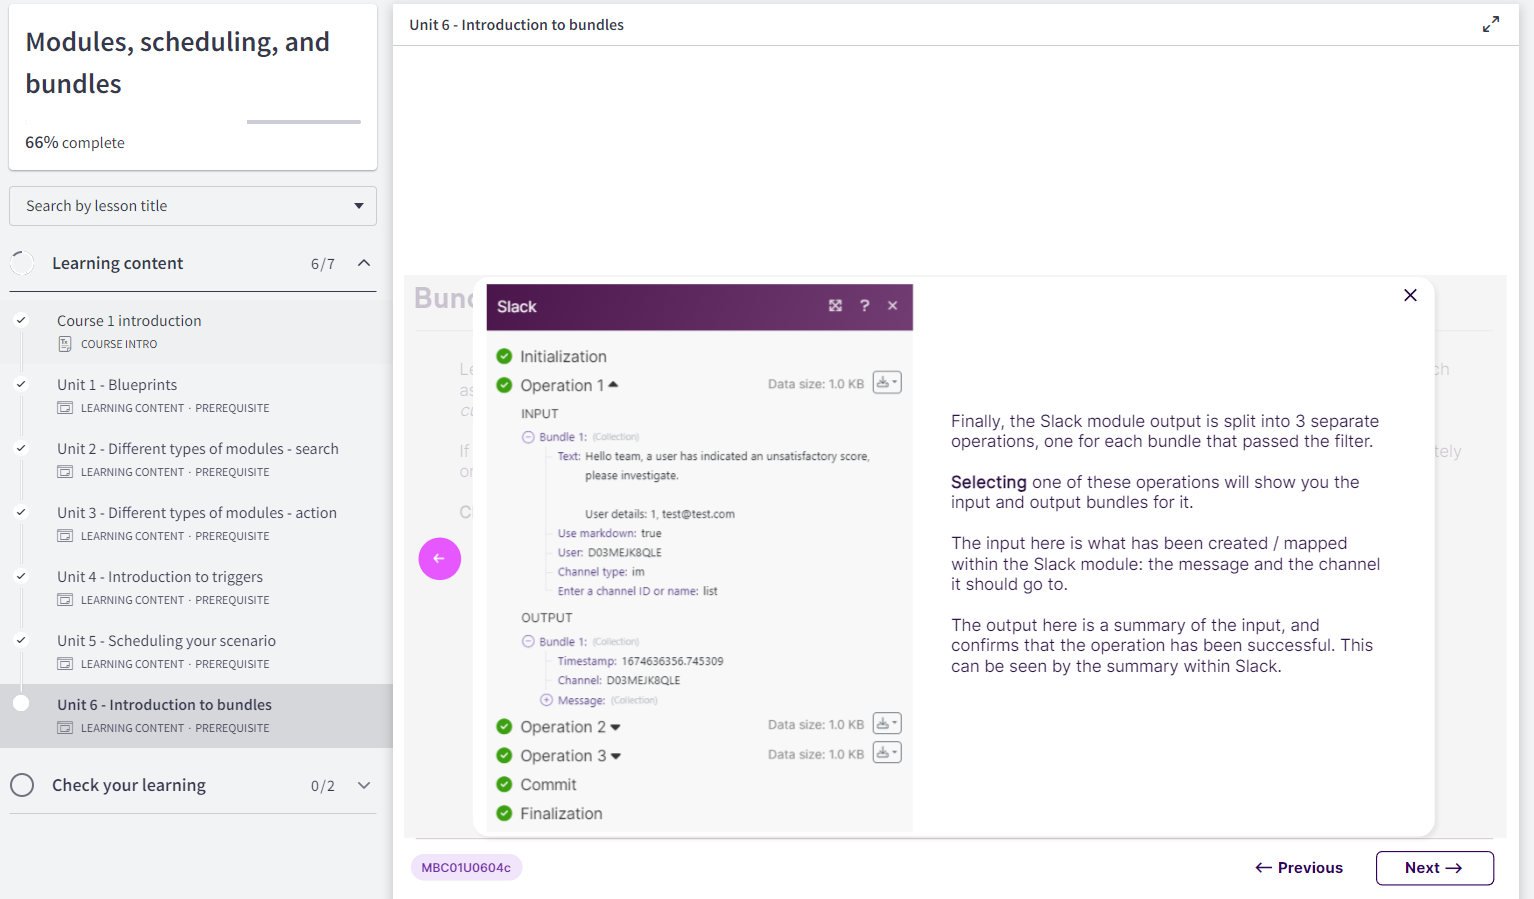 Modules, scheduling, and
bundles
66% complete
Search by lesson title
Learning content 6/7
Course 1 introduction
COURSE INTRO
Unit 1 - Blueprints
LEARNING CONTENT · PREREQUISITE
Unit 2 - Different types of modules - search
LEARNING CONTENT · PREREQUISITE
Unit 3 - Different types of modules - action
LEARNING CONTENT · PREREQUISITE
Unit 4 - Introduction to triggers
LEARNING CONTENT · PREREQUISITE
Unit 5 - Scheduling your scenario
LEARNING CONTENT · PREREQUISITE
Unit 6 - Introduction to bundles
LEARNING CONTENT · PREREQUISITE
Check your learning 0/2
Unit 6 - Introduction to bundles
Slack
Initialization
Operation 1 Data size: 1.0 KB
INPUT
Bundle 1: (Collection)
Text: Hello team, a user has indicated an unsatisfactory score,
please investigate.
User details: 1, test@test.com
Use markdown: true
User: D03MEJK8QLE
Channel type: im
Enter a channel ID or name: list
OUTPUT
Bundle 1: (Collection)
Timestamp: 1674636356.745309
Channel: D03MEJK8QLE
Message: (Collection)
Operation 2 Data size: 1.0 KB
Operation 3 Data size: 1.0 KB
Commit
Finalization
Finally, the Slack module output is split into 3 separate
operations, one for each bundle that passed the filter.
Selecting one of these operations will show you the
input and output bundles for it.
The input here is what has been created / mapped
within the Slack module: the message and the channel
it should go to.
The output here is a summary of the input, and
confirms that the operation has been successful. This
can be seen by the summary within Slack.
MBC01U0604c
← Previous
Next →